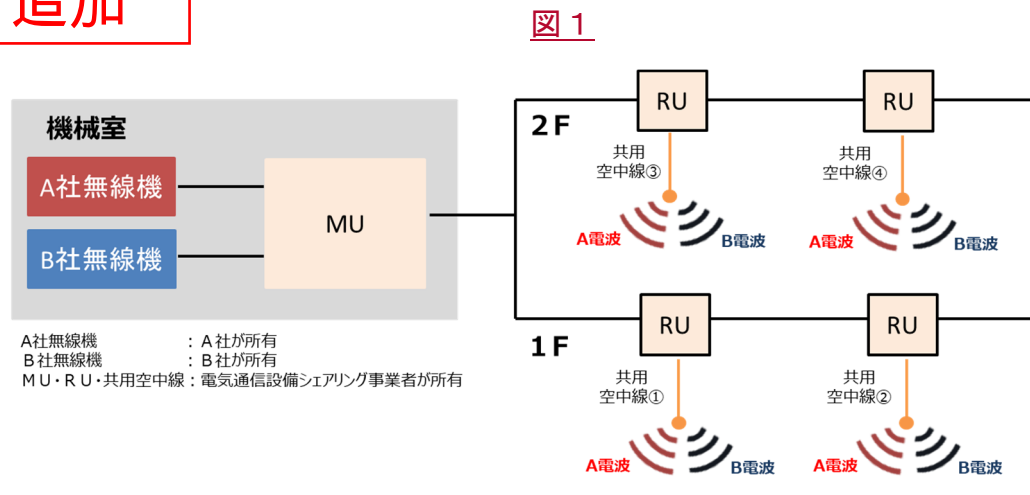 追加
図１
機械室
A社無線機
B社無線機
MU
A社無線機 ：A社が所有
B社無線機 ：B社が所有
ＭＵ・ＲＵ・共用空中線：電気通信設備シェアリング事業者が所有
２F
RU
共用
空中線③
A電波
B電波
RU
共用
空中線④
A電波
B電波
１F
RU
共用
空中線①
A電波
B電波
RU
共用
空中線②
A電波
B電波